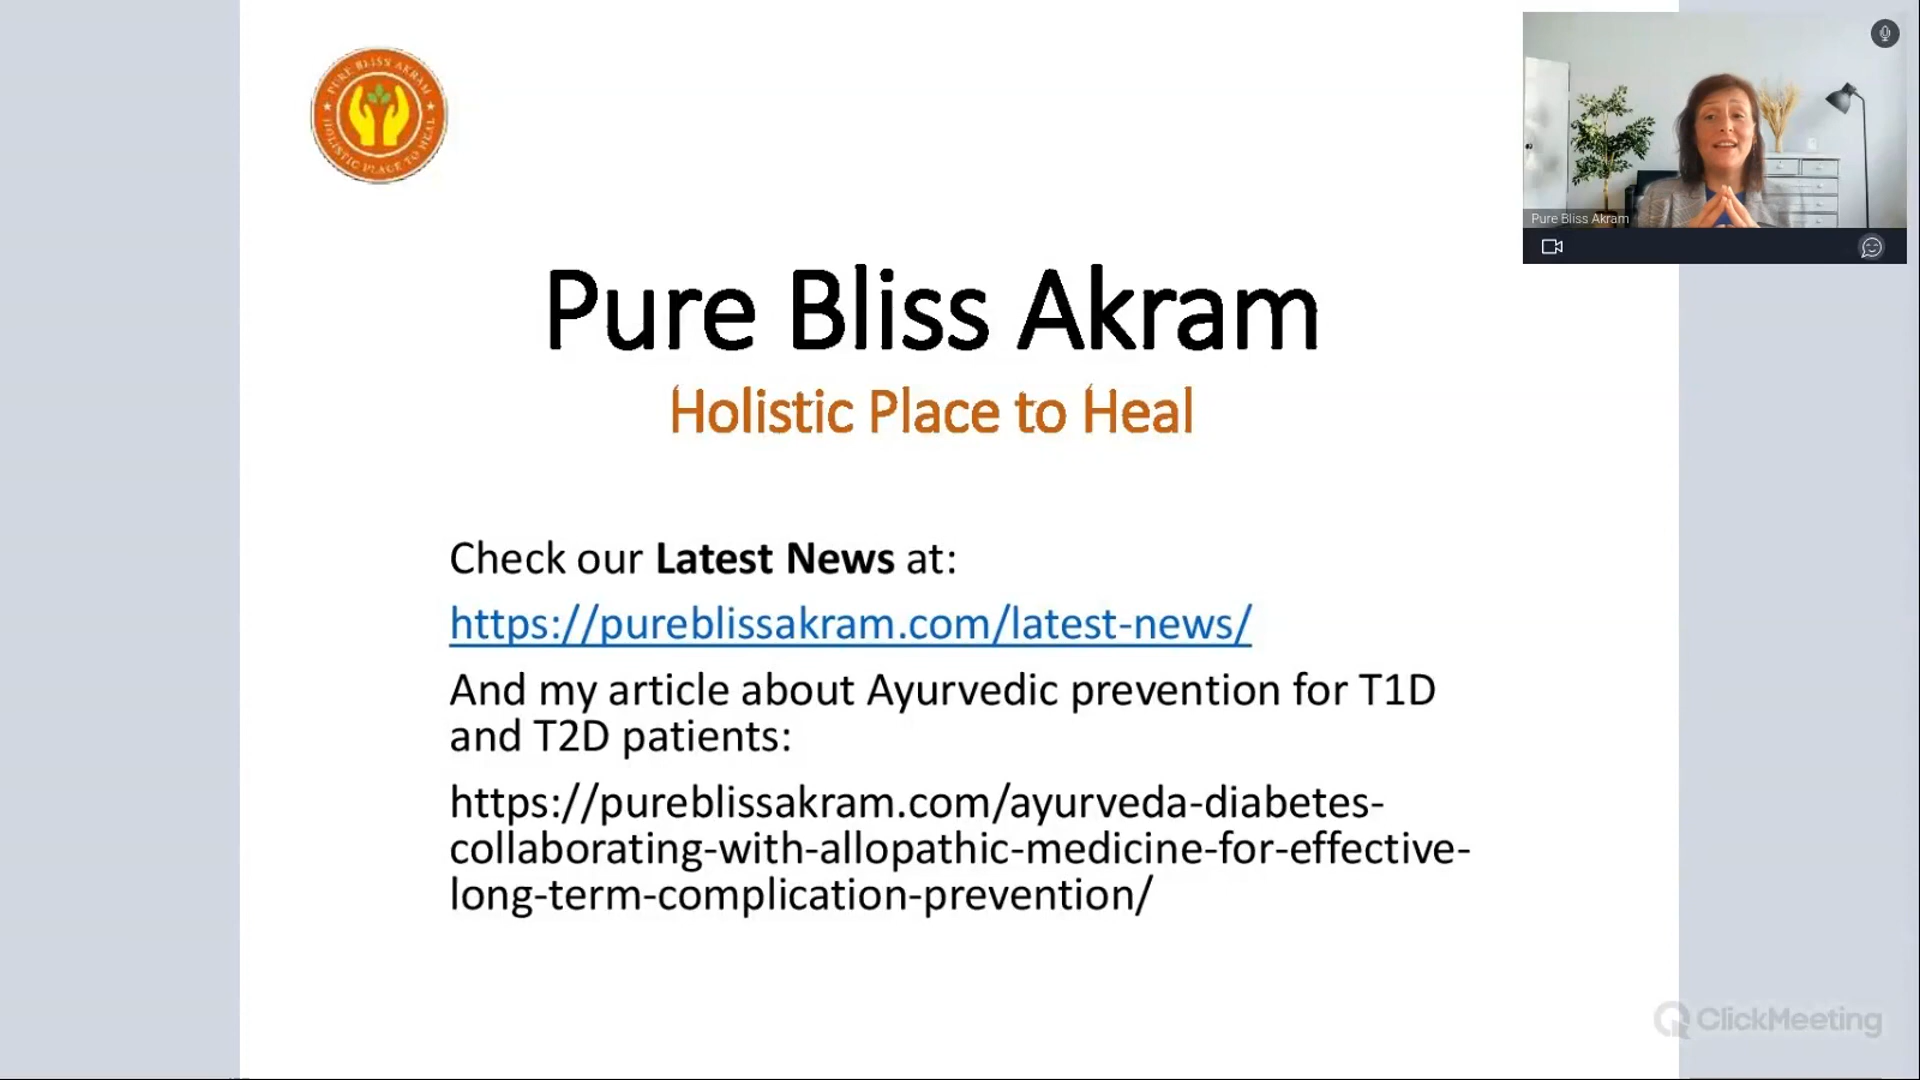 PURE BLISS AKRAM
HOLISTIC PLACE TO HEAL
Pure Bliss Akram
Pure Bliss Akram
Holistic Place to Heal
Check our Latest News at:
https://pureblissakram.com/latest-news/
And my article about Ayurvedic prevention for T1D
and T2D patients:
https://pureblissakram.com/ayurveda-diabetes-
collaborating-with-allopathic-medicine-for-effective-
long-term-complication-prevention/
ClickMeeting